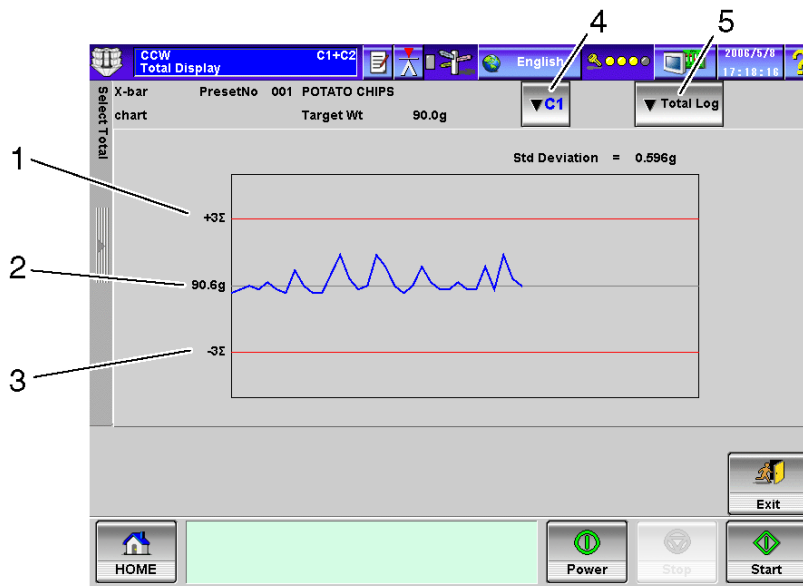 4
5
CCW C1+C2
Total Display
English
2006/5/8
17:18:16
?
Select Total
X-bar
chart
PresetNo 001 POTATO CHIPS
Target Wt 90.0g
▼C1
▼ Total Log
Std Deviation = 0.596g
1
+3Σ
2
90.6g
3
-3Σ
Exit
HOME
Power
Stop
Start